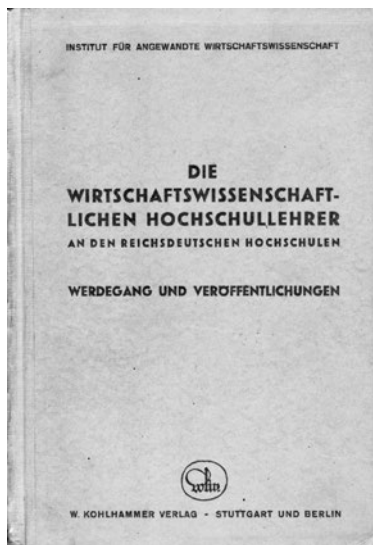 INSTITUT FÜR ANGEWANDTE WIRTSCHAFTSWISSENSCHAFT
DIE
WIRTSCHAFTSWISSENSCHAFT-
LICHEN HOCHSCHULLEHRER
AN DEN REICHSDEUTSCHEN HOCHSCHULEN
WERDEGANG UND VERÖFFENTLICHUNGEN
W. KOHLHAMMER VERLAG - STUTTGART UND BERLIN